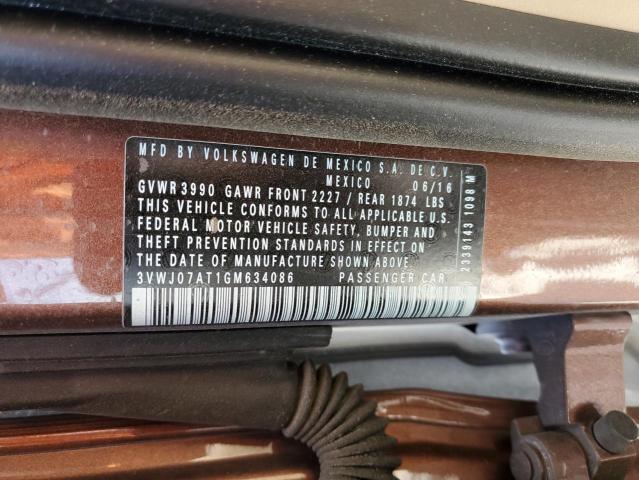 MFD BY VOLKSWAGEN DE MEXICO S.A. DE C.V.
MEXICO 06/16
GVWR 3990 GAWR FRONT 2227 / REAR 1874 LBS
THIS VEHICLE CONFORMS TO ALL APPLICABLE U.S.
FEDERAL MOTOR VEHICLE SAFETY, BUMPER AND
THEFT PREVENTION STANDARDS IN EFFECT ON
THE DATE OF MANUFACTURE SHOWN ABOVE
3VWJ07AT1GM634086 PASSENGER CAR
2339143 1098 M